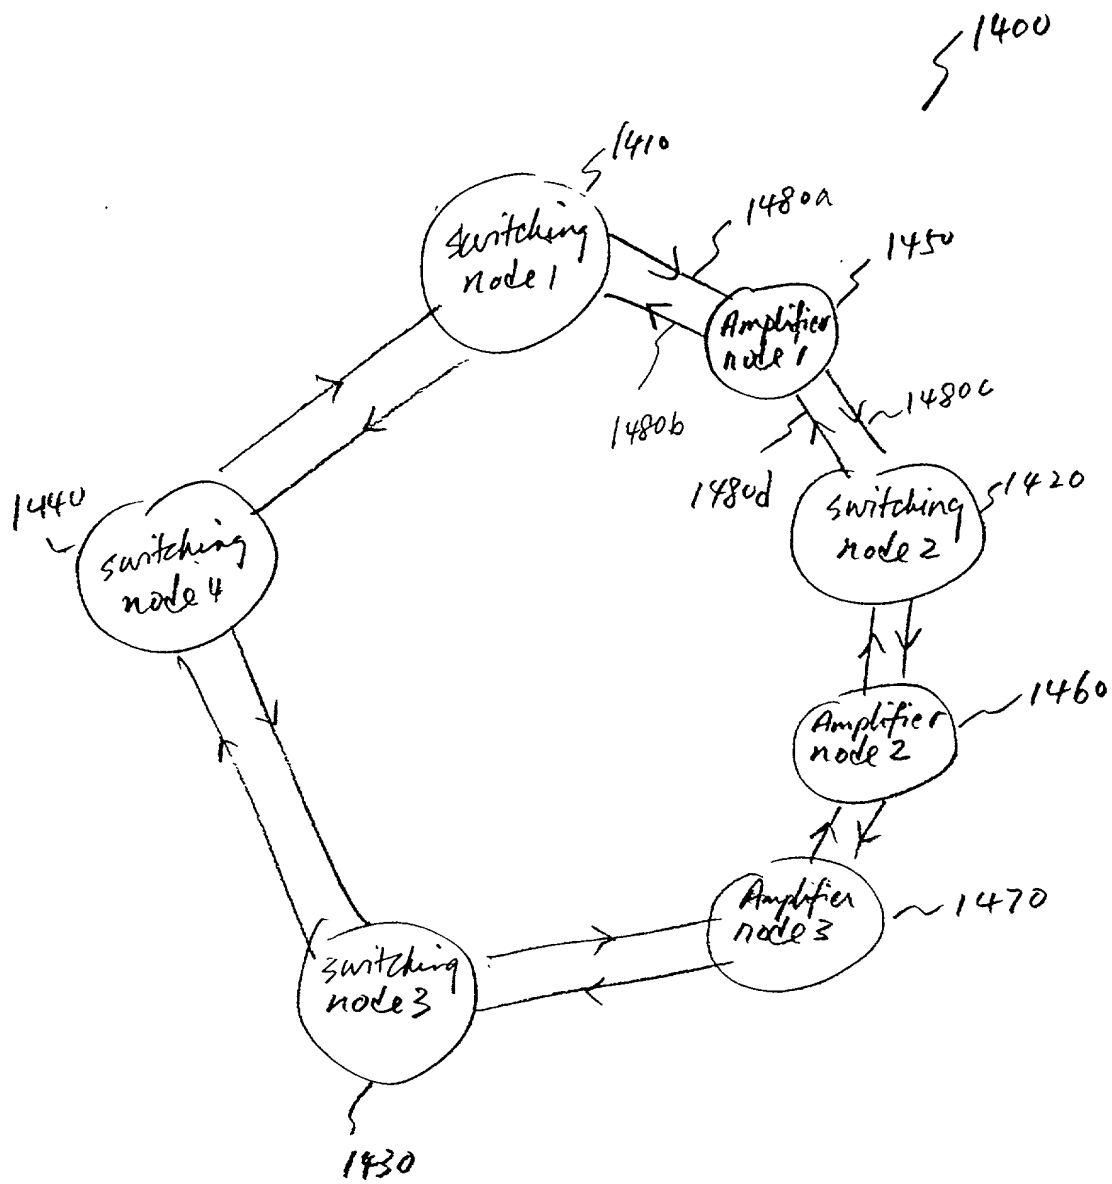 1400
1410
switching
node 1
1480a
1450
Amplifier
node 1
1480b
1480c
1480d
1420
switching
node 2
1440
switching
node 4
1460
Amplifier
node 2
1470
Amplifier
node 3
switching
node 3
1430